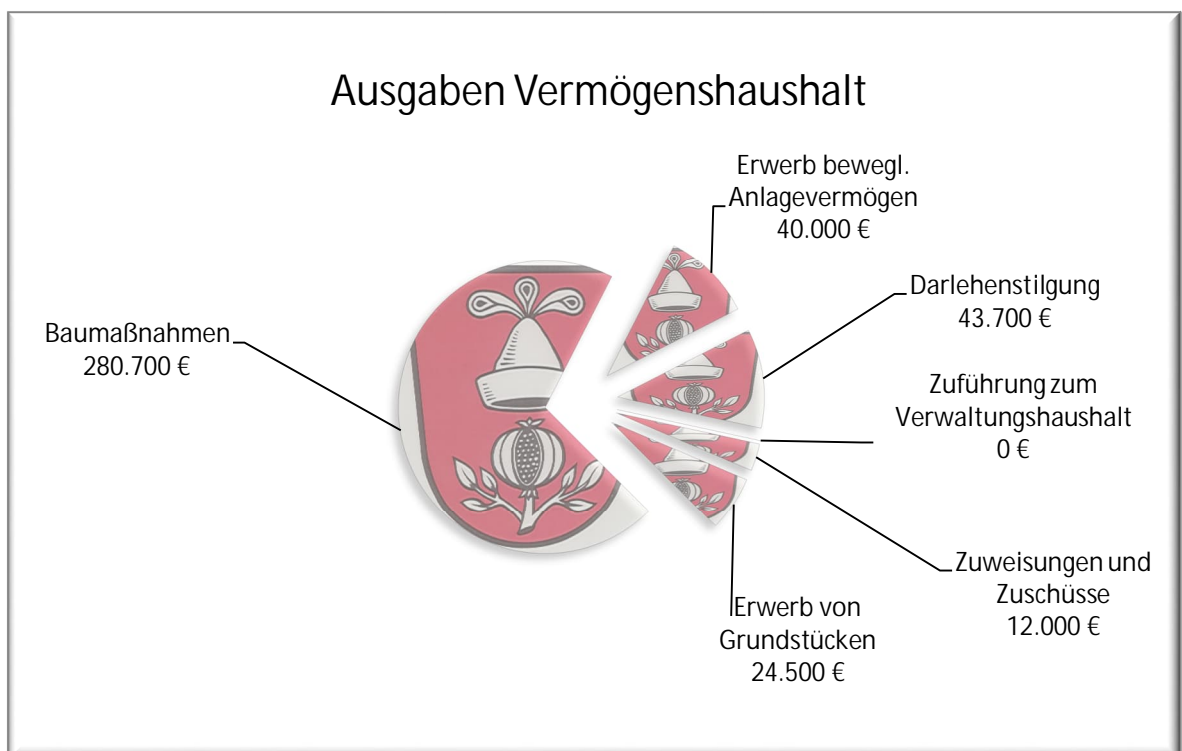 Ausgaben Vermögenshaushalt
Erwerb bewegl.
Anlagevermögen
40.000 €
Darlehenstilgung
43.700 €
Baumaßnahmen
280.700 €
Zuführung zum
Verwaltungshaushalt
0 €
Zuweisungen und
Zuschüsse
12.000 €
Erwerb von
Grundstücken
24.500 €